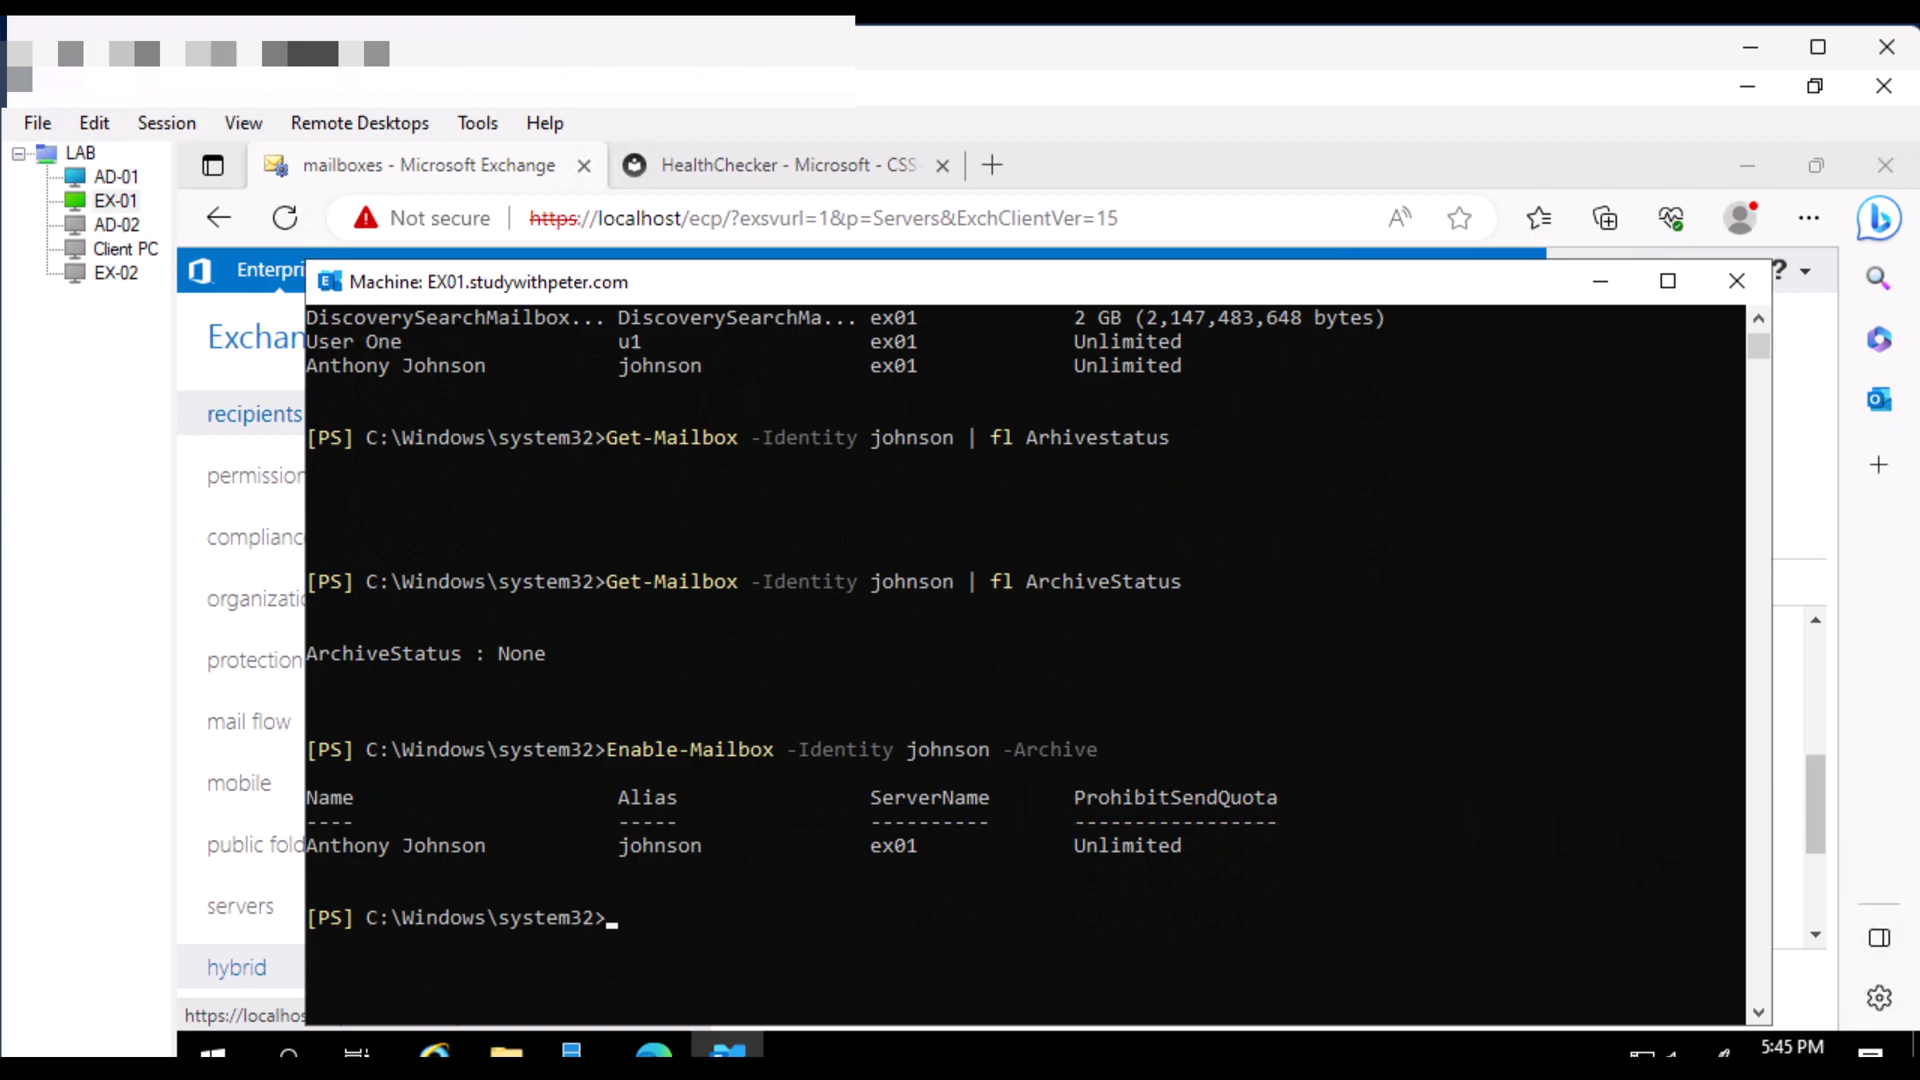 File Edit Session View Remote Desktops Tools Help
LAB
AD-01
EX-01
AD-02
Client PC
EX-02
mailboxes - Microsoft Exchange
HealthChecker - Microsoft - CSS-
Not secure https://localhost/ecp/?exsvurl=1&p=Servers&ExchClientVer=15
Enterpri
?
Machine: EX01.studywithpeter.com
Exchan
recipients
permission
complianc
organizatio
protection
mail flow
mobile
public fold
servers
hybrid
https://localhos
DiscoverySearchMailbox... DiscoverySearchMa... ex01 2 GB (2,147,483,648 bytes)
User One u1 ex01 Unlimited
Anthony Johnson johnson ex01 Unlimited
[PS] C:\Windows\system32>Get-Mailbox -Identity johnson | fl Arhivestatus
[PS] C:\Windows\system32>Get-Mailbox -Identity johnson | fl ArchiveStatus
ArchiveStatus : None
[PS] C:\Windows\system32>Enable-Mailbox -Identity johnson -Archive
Name Alias ServerName ProhibitSendQuota
---- ----- ---------- -----------------
Anthony Johnson johnson ex01 Unlimited
[PS] C:\Windows\system32>
5:45 PM